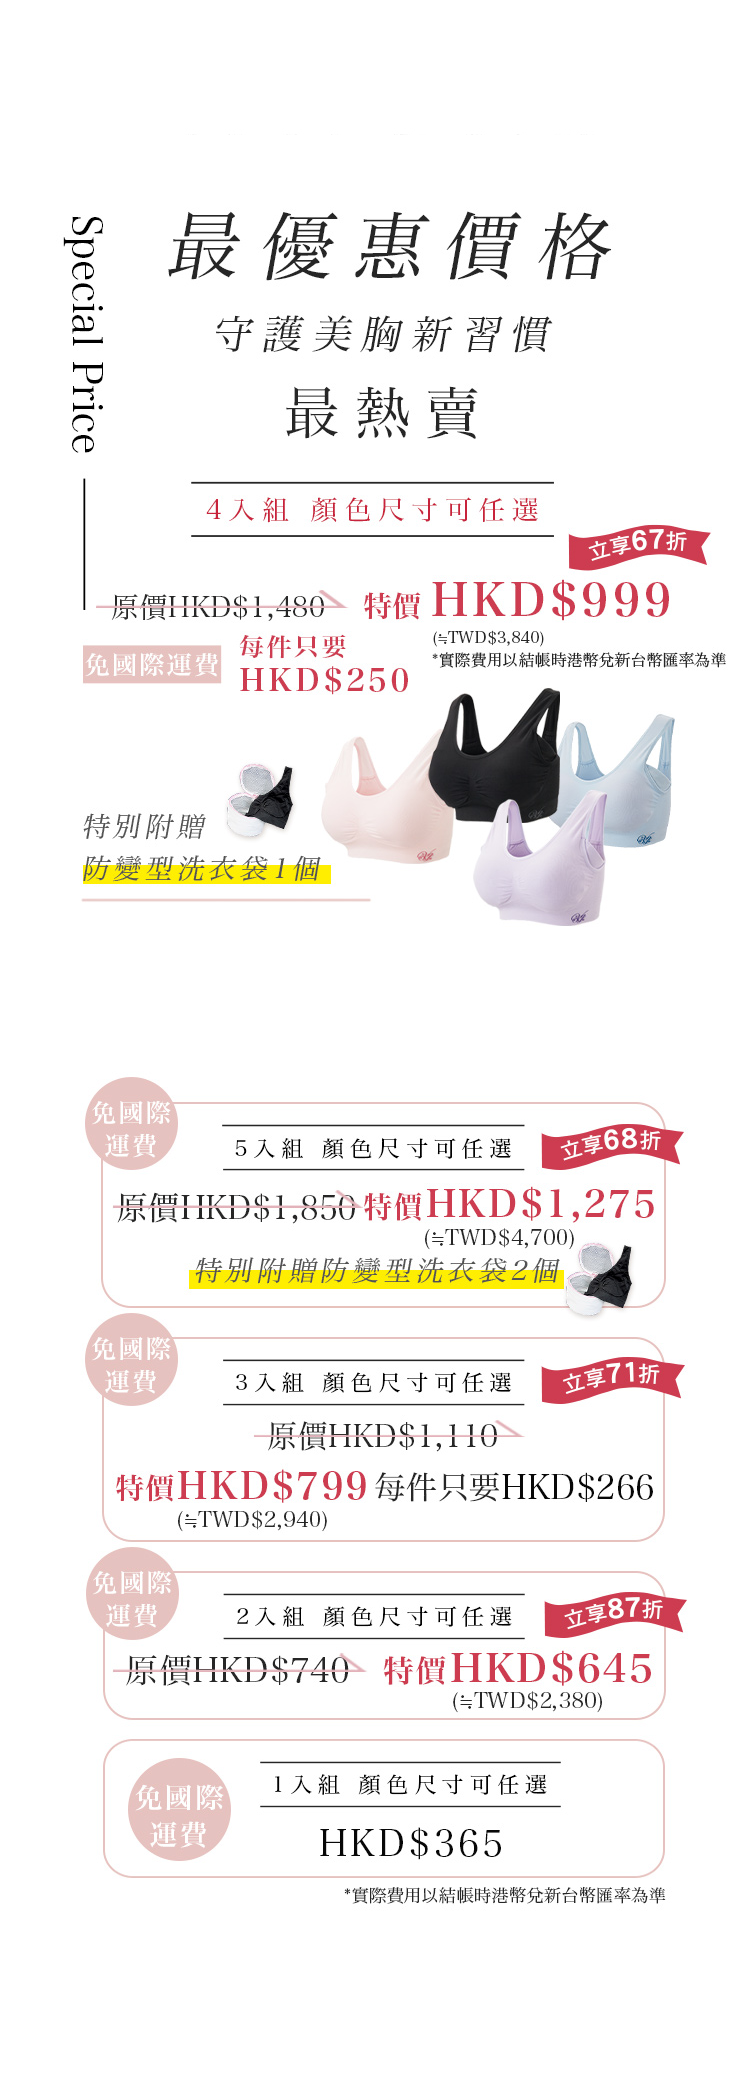 Special Price
最優惠價格
守護美胸新習慣
最熱賣
4入組 顏色尺寸可任選
立享67折
原價HKD$1,480 特價 HKD$999
(≒TWD$3,840)
*實際費用以結帳時港幣兌新台幣匯率為準
免國際運費
每件只要
HKD$250
特別附贈
防變型洗衣袋1個
免國際
運費
5入組 顏色尺寸可任選
立享68折
原價HKD$1,850 特價HKD$1,275
(≒TWD$4,700)
特別附贈防變型洗衣袋2個
免國際
運費
3入組 顏色尺寸可任選
立享71折
原價HKD$1,110
特價HKD$799 每件只要HKD$266
(≒TWD$2,940)
免國際
運費
2入組 顏色尺寸可任選
立享87折
原價HKD$740 特價HKD$645
(≒TWD$2,380)
免國際
運費
1入組 顏色尺寸可任選
HKD$365
*實際費用以結帳時港幣兌新台幣匯率為準